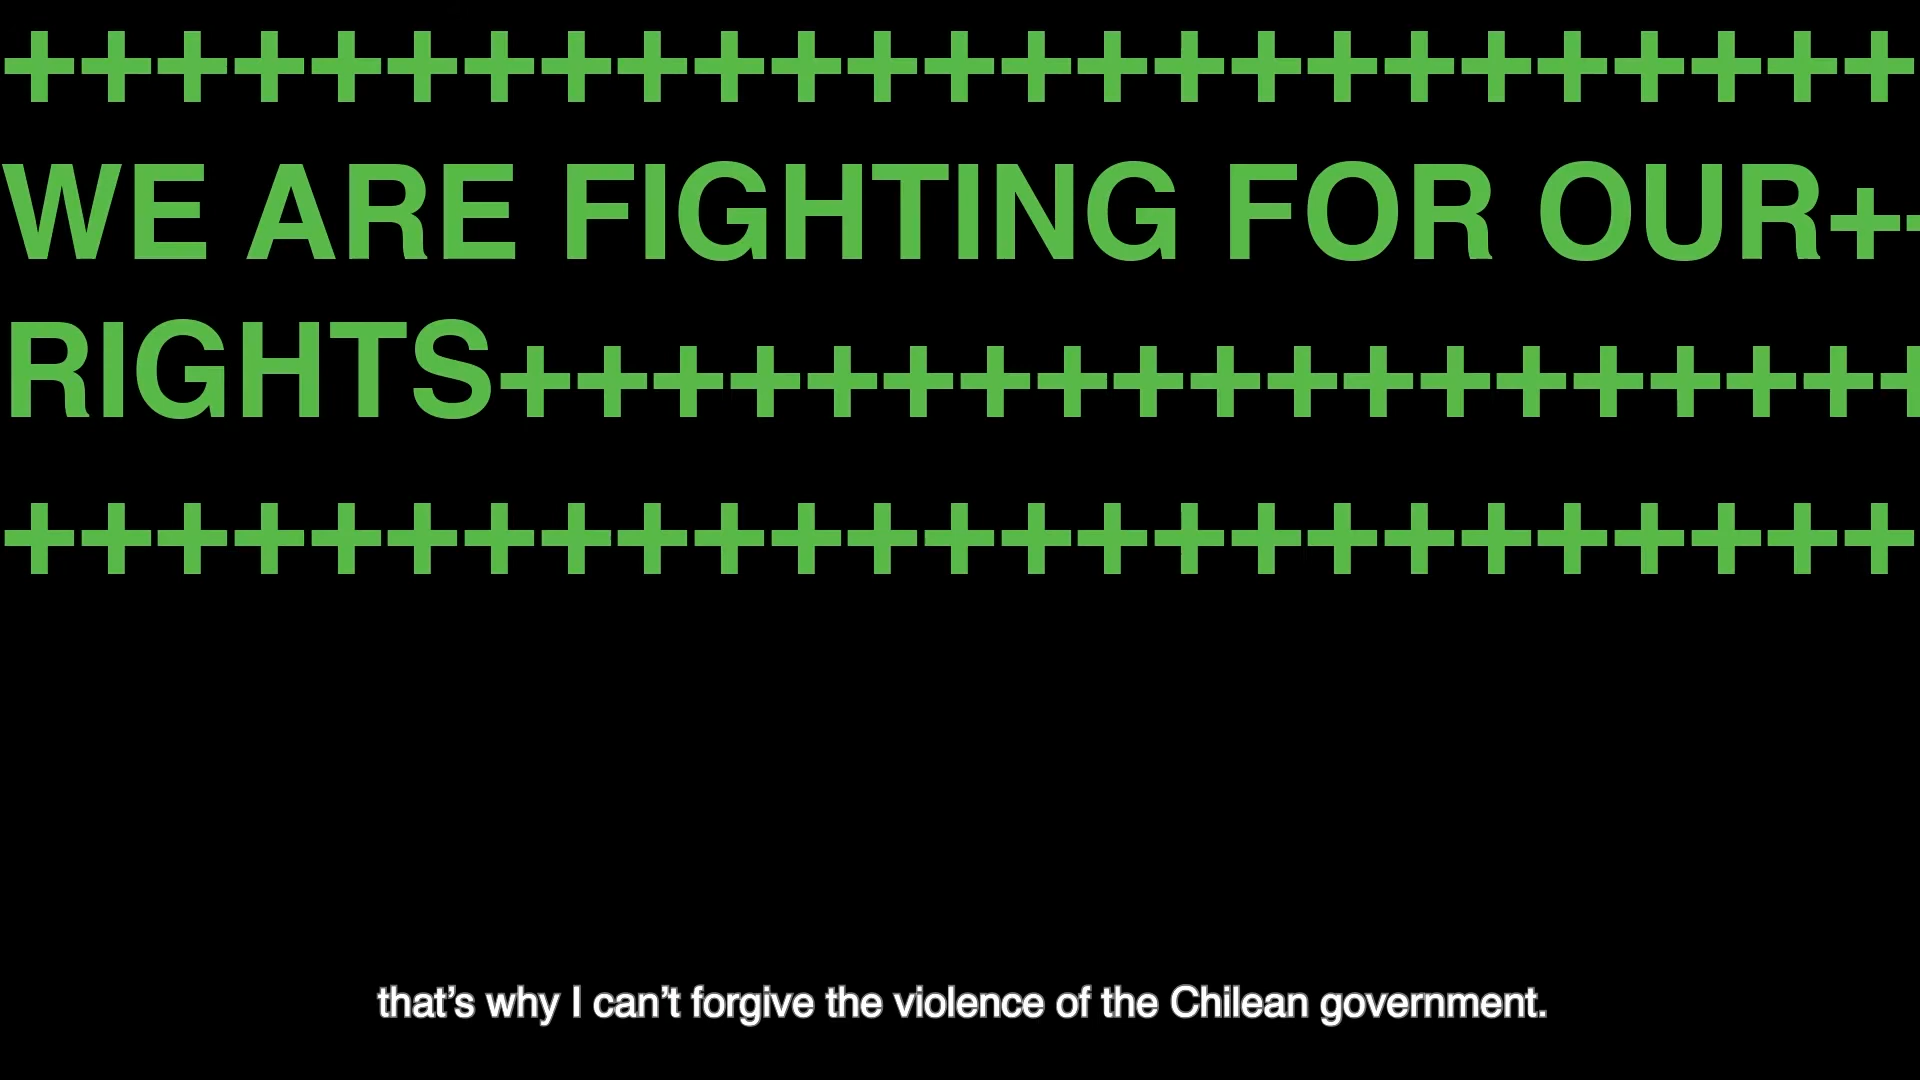 +++++++++++++++++++++++++
WE ARE FIGHTING FOR OUR++
RIGHTS+++++++++++++++++++
+++++++++++++++++++++++++
that’s why I can’t forgive the violence of the Chilean government.